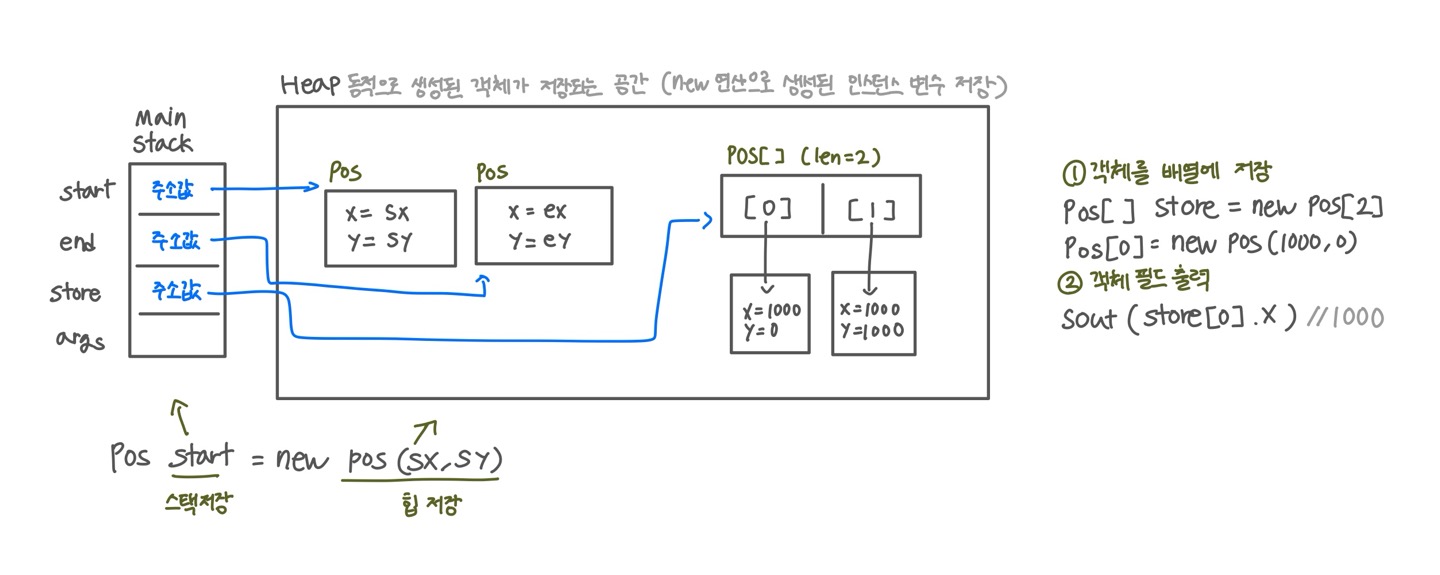 Heap 동적으로 생성된 객체가 저장되는 공간 (new 연산으로 생성된 인스턴스 변수 저장)
Main
Stack
start 주소값
end 주소값
store 주소값
args
Pos
x= sx
y= sy
Pos
x= ex
y= ey
POS[ ] (len=2)
[0] [1]
x=1000
y=0
x=1000
y=1000
① 객체를 배열에 저장
Pos[ ] store = new Pos[2]
Pos[0]= new Pos(1000,0)
② 객체 필드 출력
sout (store[0].x) //1000
Pos start = new pos(sx,sy)
스택저장 힙 저장